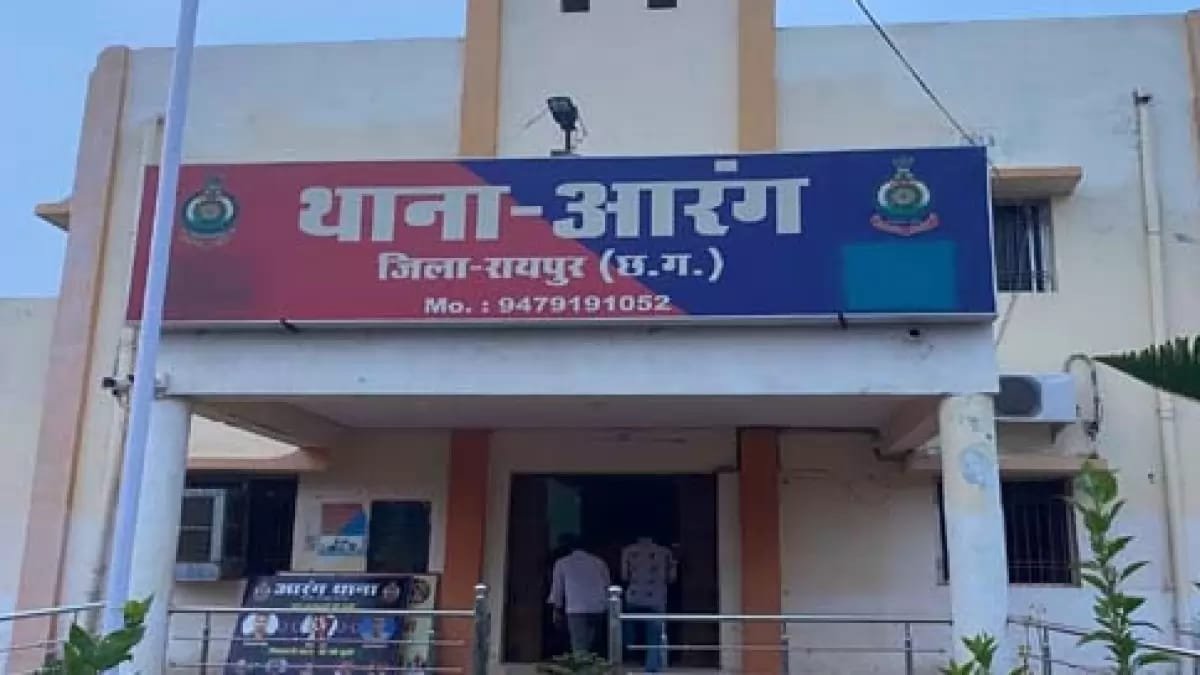 थाना-आरंग
जिला-रायपुर (छ.ग.)
Mo. : 9479191052
आरंग थाना